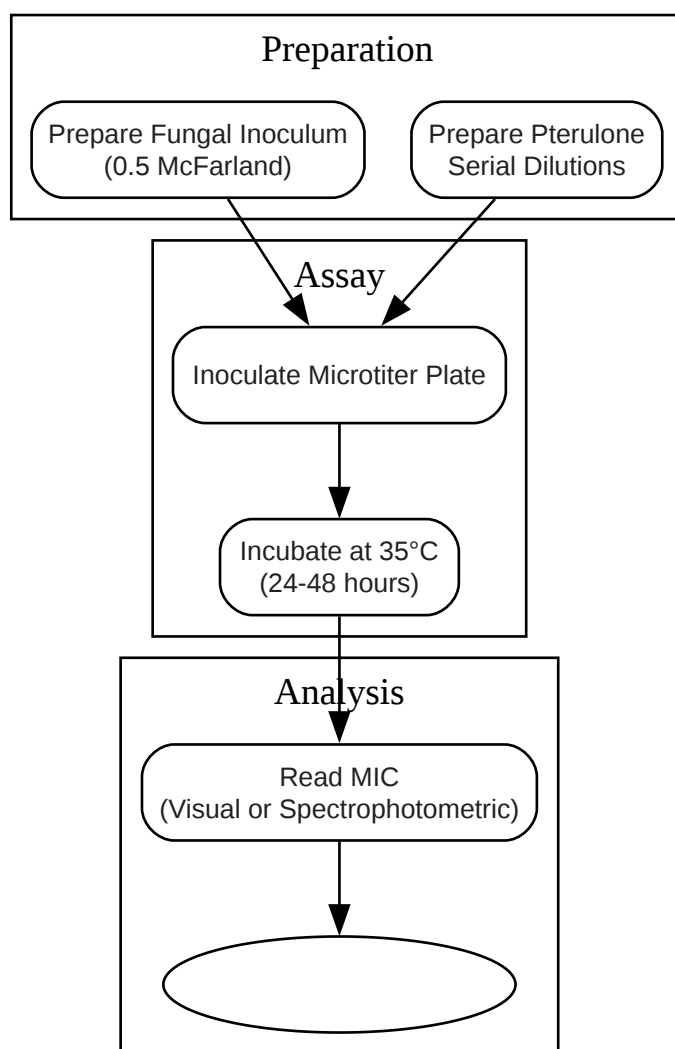 Preparation
Prepare Fungal Inoculum
(0.5 McFarland)
Prepare Pterulone
Serial Dilutions
Assay
Inoculate Microtiter Plate
Incubate at 35°C
(24-48 hours)
Analysis
Read MIC
(Visual or Spectrophotometric)